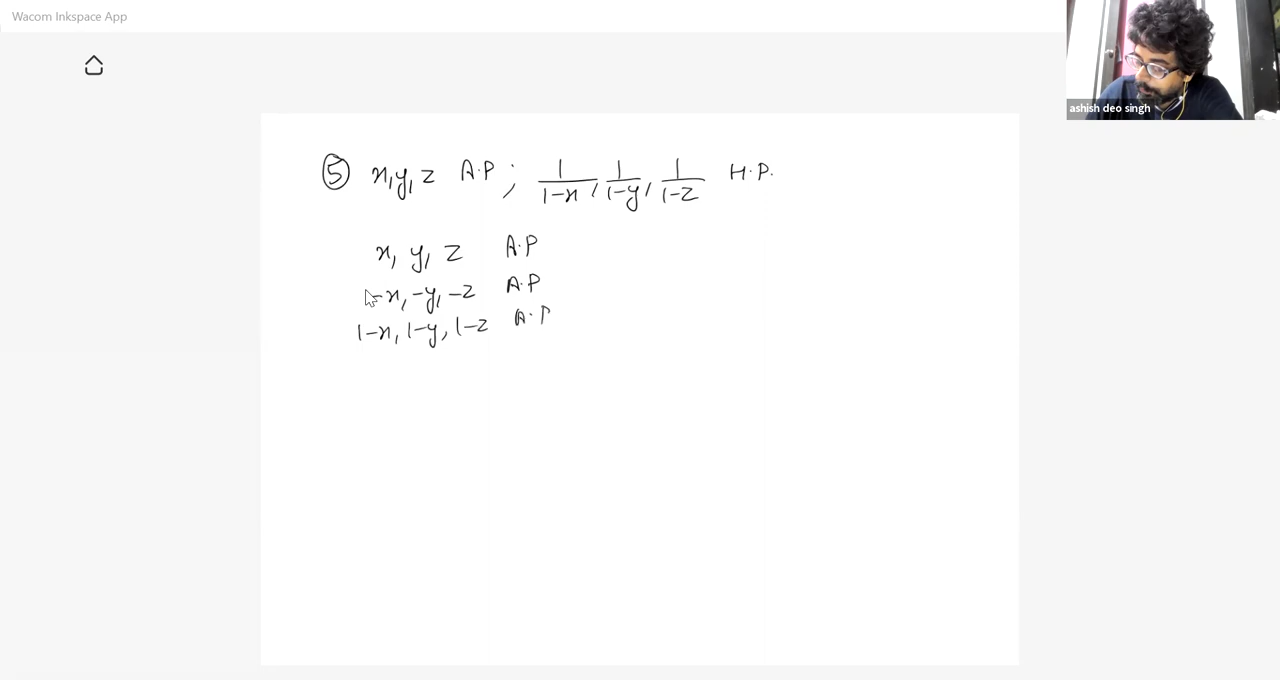 Wacom Inkspace App
ashish deo singh
⑤ x, y, z A.P ; 1/(1-x), 1/(1-y), 1/(1-z) H.P.
x, y, z A.P
-x, -y, -z A.P
1-x, 1-y, 1-z A.P